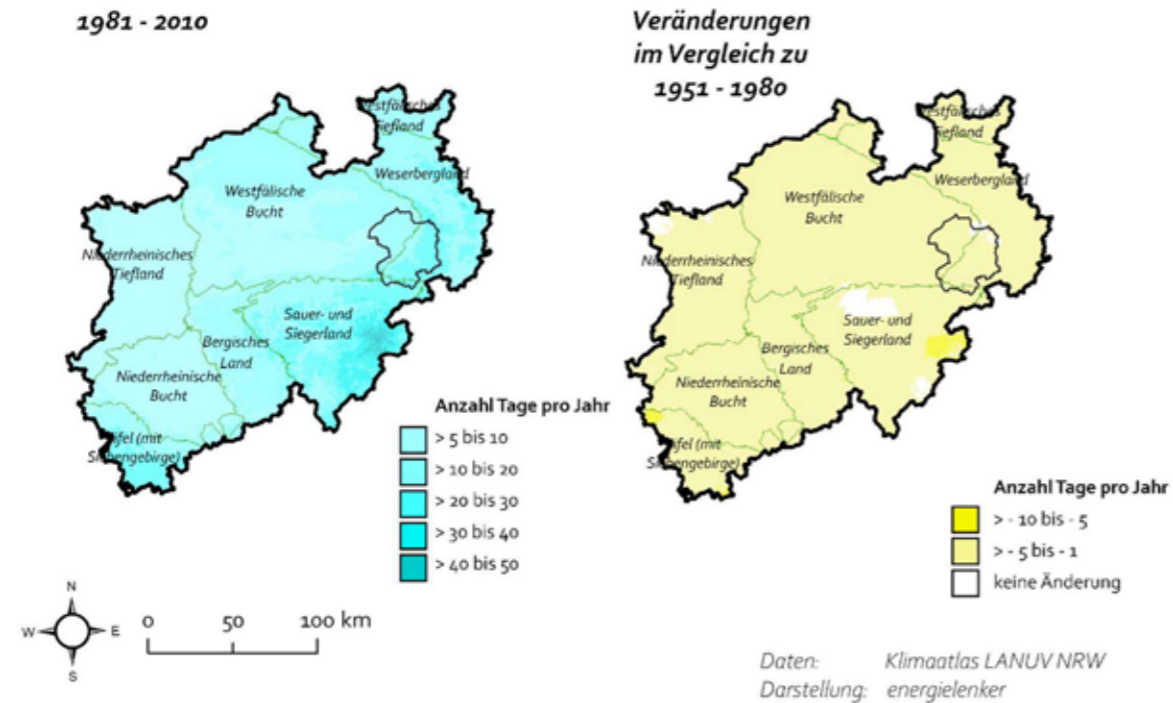 1981 - 2010
Westfälisches
Tiefland
Weserbergland
Westfälische
Bucht
Niederrheinisches
Tiefland
Sauer- und
Siegerland
Bergisches
Land
Niederrheinische
Bucht
Eifel (mit
Siebengebirge)
Anzahl Tage pro Jahr
> 5 bis 10
> 10 bis 20
> 20 bis 30
> 30 bis 40
> 40 bis 50
N
W
E
S
0 50 100 km
Veränderungen
im Vergleich zu
1951 - 1980
Westfälisches
Tiefland
Weserbergland
Westfälische
Bucht
Niederrheinisches
Tiefland
Sauer- und
Siegerland
Bergisches
Land
Niederrheinische
Bucht
Eifel (mit
Siebengebirge)
Anzahl Tage pro Jahr
> - 10 bis - 5
> - 5 bis - 1
keine Änderung
Daten: Klimaatlas LANUV NRW
Darstellung: energielenker